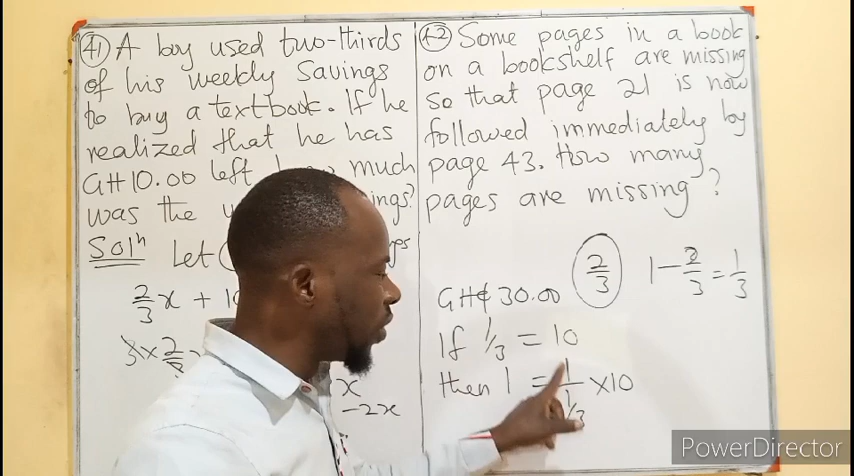 41) A boy used two-thirds
of his weekly savings
to buy a textbook. If he
realized that he has
GH¢ 10.00 left much
was the ings?
Solⁿ Let
2/3 x + 1
3 × 2/3
x
-2x
42) Some pages in a book
on a bookshelf are missing
so that page 21 is now
followed immediately by
page 43. How many
pages are missing?
2/3 1 - 2/3 = 1/3
GH¢ 30.00
If 1/3 = 10
then 1 = 1/(1/3) × 10
PowerDirector